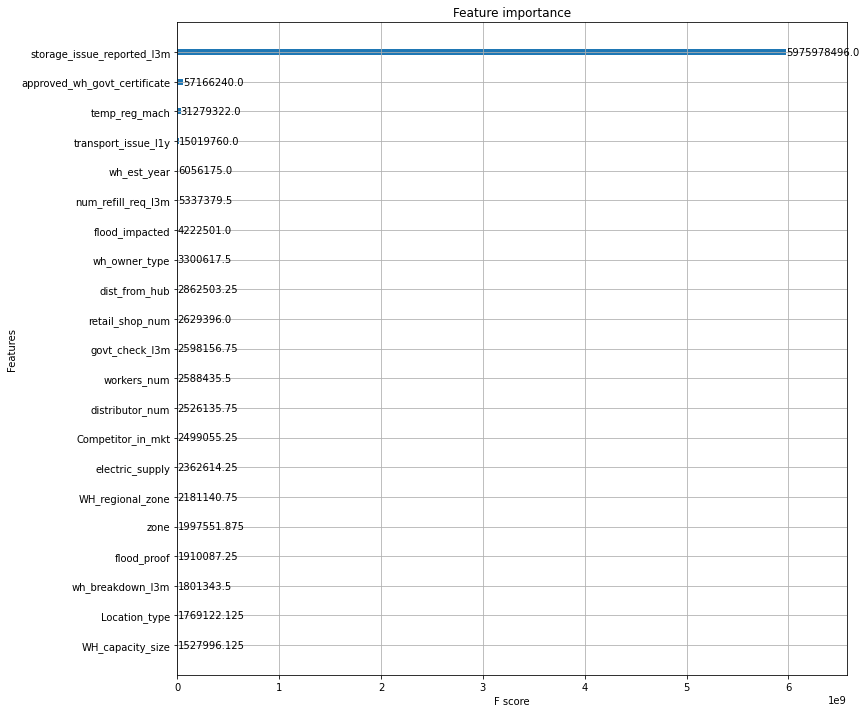 Feature importance
storage_issue_reported_l3m 5975978496.0
approved_wh_govt_certificate 57166240.0
temp_reg_mach 31279322.0
transport_issue_l1y 15019760.0
wh_est_year 6056175.0
num_refill_req_l3m 5337379.5
flood_impacted 4222501.0
wh_owner_type 3300617.5
dist_from_hub 2862503.25
retail_shop_num 2629396.0
govt_check_l3m 2598156.75
workers_num 2588435.5
distributor_num 2526135.75
Competitor_in_mkt 2499055.25
electric_supply 2362614.25
WH_regional_zone 2181140.75
zone 1997551.875
flood_proof 1910087.25
wh_breakdown_l3m 1801343.5
Location_type 1769122.125
WH_capacity_size 1527996.125
Features
0 1 2 3 4 5 6
1e9
F score